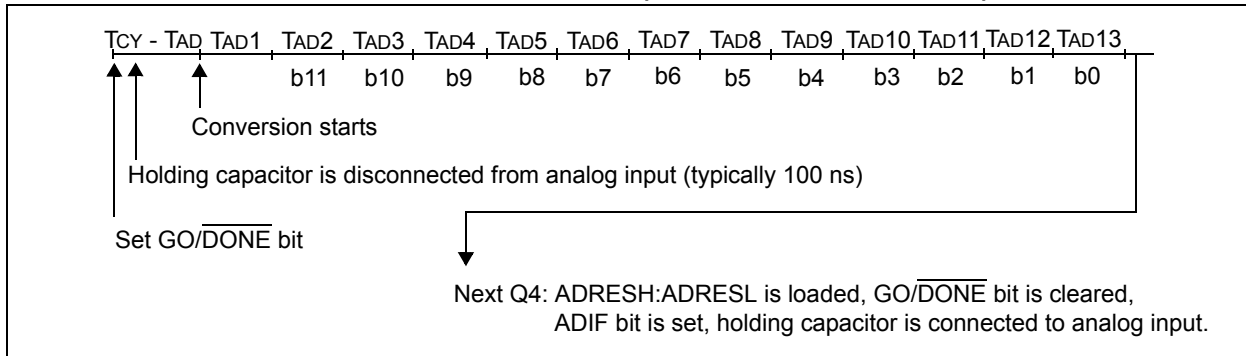 TCY - TAD TAD1 TAD2 TAD3 TAD4 TAD5 TAD6 TAD7 TAD8 TAD9 TAD10 TAD11 TAD12 TAD13
b11 b10 b9 b8 b7 b6 b5 b4 b3 b2 b1 b0
Conversion starts
Holding capacitor is disconnected from analog input (typically 100 ns)
Set GO/DONE bit
Next Q4: ADRESH:ADRESL is loaded, GO/DONE bit is cleared,
ADIF bit is set, holding capacitor is connected to analog input.